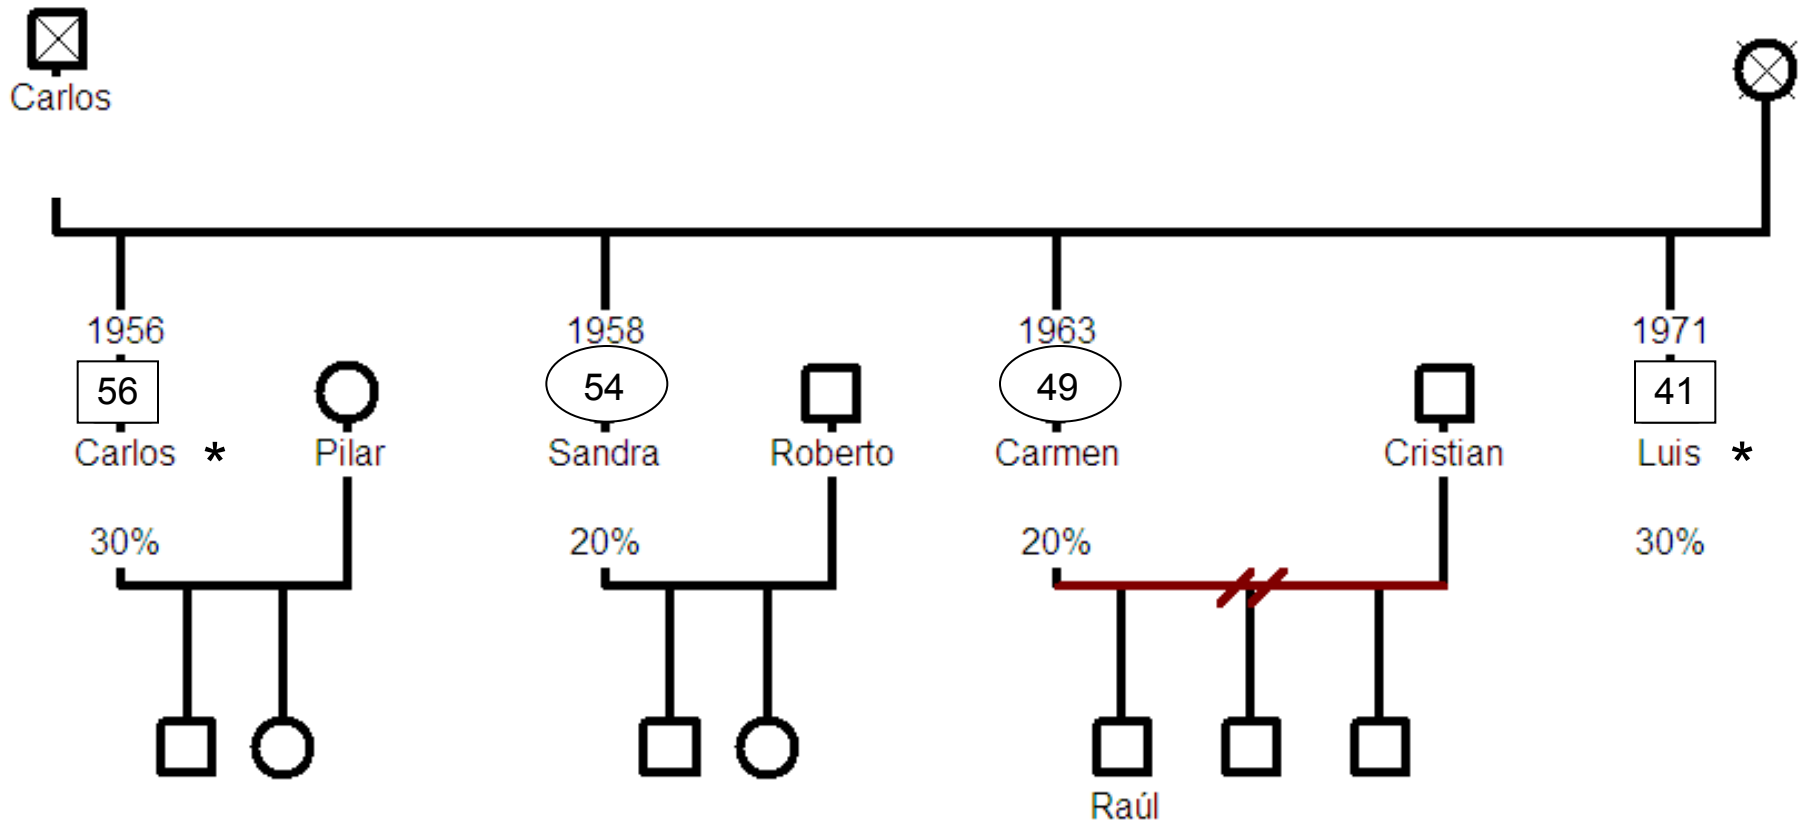 Carlos
1956 1958 1963 1971
56 54 49 41
Carlos * Pilar Sandra Roberto Carmen Cristian Luis *
30% 20% 20% 30%
Raúl